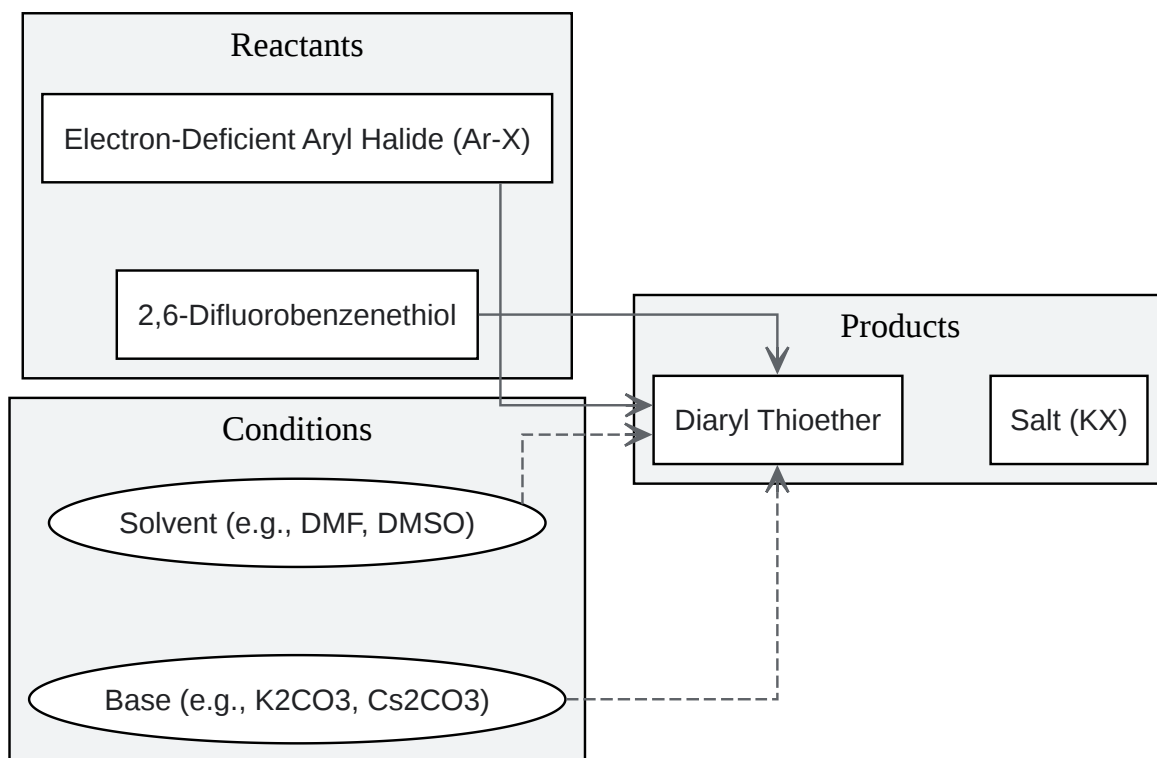 Reactants
Electron-Deficient Aryl Halide (Ar-X)
2,6-Difluorobenzenethiol
Products
Diaryl Thioether
Salt (KX)
Conditions
Solvent (e.g., DMF, DMSO)
Base (e.g., K2CO3, Cs2CO3)